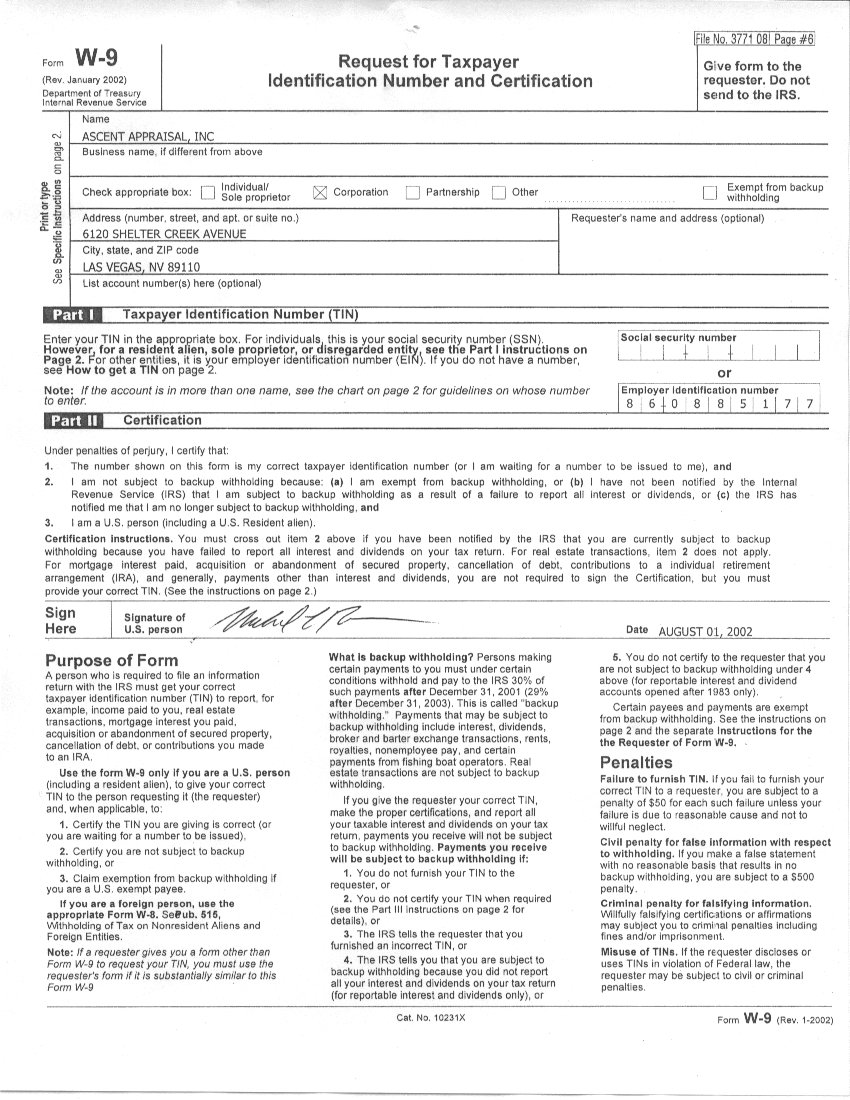 File No. 3771 08 Page #6
Form W-9
(Rev. January 2002)
Department of Treasury
Internal Revenue Service
Request for Taxpayer
Identification Number and Certification
Give form to the
requester. Do not
send to the IRS.
Print or type
See Specific Instructions on page 2.
Name
ASCENT APPRAISAL, INC
Business name, if different from above
Check appropriate box: Individual/ Sole proprietor Corporation Partnership Other Exempt from backup withholding
Address (number, street, and apt. or suite no.)
6120 SHELTER CREEK AVENUE
Requester's name and address (optional)
City, state, and ZIP code
LAS VEGAS, NV 89110
List account number(s) here (optional)
Part I Taxpayer Identification Number (TIN)
Enter your TIN in the appropriate box. For individuals, this is your social security number (SSN).
However, for a resident alien, sole proprietor, or disregarded entity, see the Part I instructions on
Page 2. For other entities, it is your employer identification number (EIN). If you do not have a number,
see How to get a TIN on page 2.
Note: If the account is in more than one name, see the chart on page 2 for guidelines on whose number
to enter.
Social security number
or
Employer identification number
8 6 0 8 8 5 1 7 7
Part II Certification
Under penalties of perjury, I certify that:
1. The number shown on this form is my correct taxpayer identification number (or I am waiting for a number to be issued to me), and
2. I am not subject to backup withholding because: (a) I am exempt from backup withholding, or (b) I have not been notified by the Internal
Revenue Service (IRS) that I am subject to backup withholding as a result of a failure to report all interest or dividends, or (c) the IRS has
notified me that I am no longer subject to backup withholding, and
3. I am a U.S. person (including a U.S. Resident alien).
Certification instructions. You must cross out item 2 above if you have been notified by the IRS that you are currently subject to backup
withholding because you have failed to report all interest and dividends on your tax return. For real estate transactions, item 2 does not apply.
For mortgage interest paid, acquisition or abandonment of secured property, cancellation of debt, contributions to a individual retirement
arrangement (IRA), and generally, payments other than interest and dividends, you are not required to sign the Certification, but you must
provide your correct TIN. (See the instructions on page 2.)
Sign
Here
Signature of
U.S. person
Date AUGUST 01, 2002
Purpose of Form
A person who is required to file an information
return with the IRS must get your correct
taxpayer identification number (TIN) to report, for
example, income paid to you, real estate
transactions, mortgage interest you paid,
acquisition or abandonment of secured property,
cancellation of debt, or contributions you made
to an IRA.
Use the form W-9 only if you are a U.S. person
(including a resident alien), to give your correct
TIN to the person requesting it (the requester)
and, when applicable, to:
1. Certify the TIN you are giving is correct (or
you are waiting for a number to be issued),
2. Certify you are not subject to backup
withholding, or
3. Claim exemption from backup withholding if
you are a U.S. exempt payee.
If you are a foreign person, use the
appropriate Form W-8. See Pub. 515,
Withholding of Tax on Nonresident Aliens and
Foreign Entities.
Note: If a requester gives you a form other than
Form W-9 to request your TIN, you must use the
requester's form if it is substantially similar to this
Form W-9
What is backup withholding? Persons making
certain payments to you must under certain
conditions withhold and pay to the IRS 30% of
such payments after December 31, 2001 (29%
after December 31, 2003). This is called "backup
withholding." Payments that may be subject to
backup withholding include interest, dividends,
broker and barter exchange transactions, rents,
royalties, nonemployee pay, and certain
payments from fishing boat operators. Real
estate transactions are not subject to backup
withholding.
If you give the requester your correct TIN,
make the proper certifications, and report all
your taxable interest and dividends on your tax
return, payments you receive will not be subject
to backup withholding. Payments you receive
will be subject to backup withholding if:
1. You do not furnish your TIN to the
requester, or
2. You do not certify your TIN when required
(see the Part III instructions on page 2 for
details), or
3. The IRS tells the requester that you
furnished an incorrect TIN, or
4. The IRS tells you that you are subject to
backup withholding because you did not report
all your interest and dividends on your tax return
(for reportable interest and dividends only), or
5. You do not certify to the requester that you
are not subject to backup withholding under 4
above (for reportable interest and dividend
accounts opened after 1983 only).
Certain payees and payments are exempt
from backup withholding. See the instructions on
page 2 and the separate Instructions for the
the Requester of Form W-9.
Penalties
Failure to furnish TIN. If you fail to furnish your
correct TIN to a requester, you are subject to a
penalty of $50 for each such failure unless your
failure is due to reasonable cause and not to
willful neglect.
Civil penalty for false information with respect
to withholding. If you make a false statement
with no reasonable basis that results in no
backup withholding, you are subject to a $500
penalty.
Criminal penalty for falsifying information.
Willfully falsifying certifications or affirmations
may subject you to criminal penalties including
fines and/or imprisonment.
Misuse of TINs. If the requester discloses or
uses TINs in violation of Federal law, the
requester may be subject to civil or criminal
penalties.
Cat. No. 10231X
Form W-9 (Rev. 1-2002)